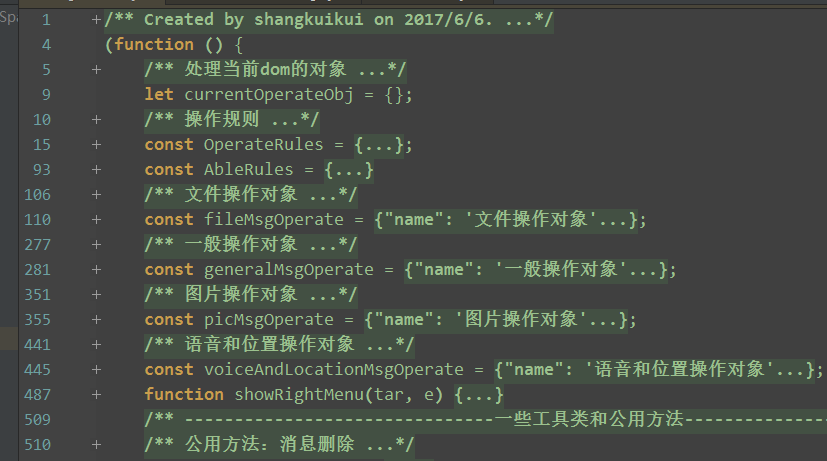 Spa
1 + /** Created by shangkuikui on 2017/6/6. ...*/
4 (function () {
5 + /** 处理当前dom的对象 ...*/
9 let currentOperateObj = {};
10 + /** 操作规则 ...*/
15 + const OperateRules = {...};
93 + const AbleRules = {...}
106 + /** 文件操作对象 ...*/
110 + const fileMsgOperate = {"name": '文件操作对象'...};
277 + /** 一般操作对象 ...*/
281 + const generalMsgOperate = {"name": '一般操作对象'...};
351 + /** 图片操作对象 ...*/
355 + const picMsgOperate = {"name": '图片操作对象'...};
441 + /** 语音和位置操作对象 ...*/
445 + const voiceAndLocationMsgOperate = {"name": '语音和位置操作对象'...};
487 + function showRightMenu(tar, e) {...}
509 /** -------------------------------一些工具类和公用方法---------------
510 + /** 公用方法：消息删除 ...*/